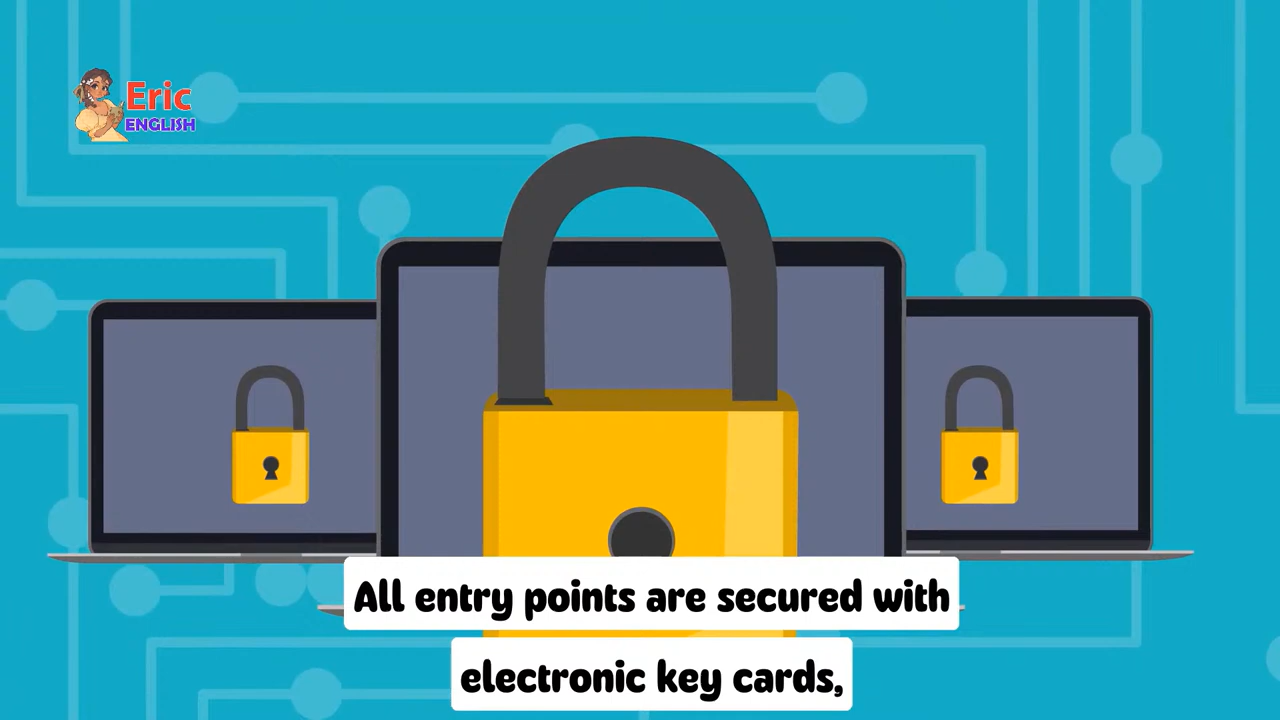 Eric
ENGLISH
All entry points are secured with
electronic key cards,